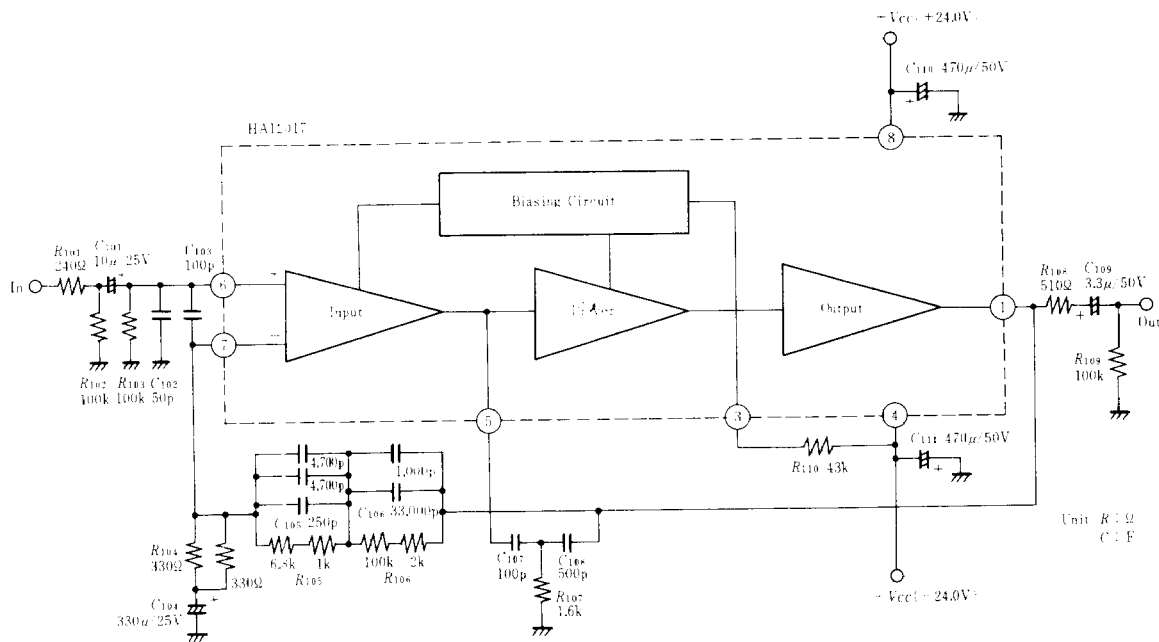 -Vcc(+24.0V)
C110 470μ/50V
8
HA12017
Biasing Circuit
R101
240Ω
C101
10μ 25V
+
C103
100p
In
6
7
Input
Output
1
R108
510Ω
C109
3.3μ/50V
+
Out
R109
100k
R102
100k
R103
100k
C102
50p
5
3
4
R110 43k
C111 470μ/50V
+
4,700p
4,700p
C105 250p
1,000p
C106 33,000p
6.8k
1k
R105
100k
2k
R106
R104
330Ω
330Ω
C104
330μ/25V
+
C107
100p
C108
500p
R107
1.6k
-Vcc(-24.0V)
Unit R : Ω
C : F